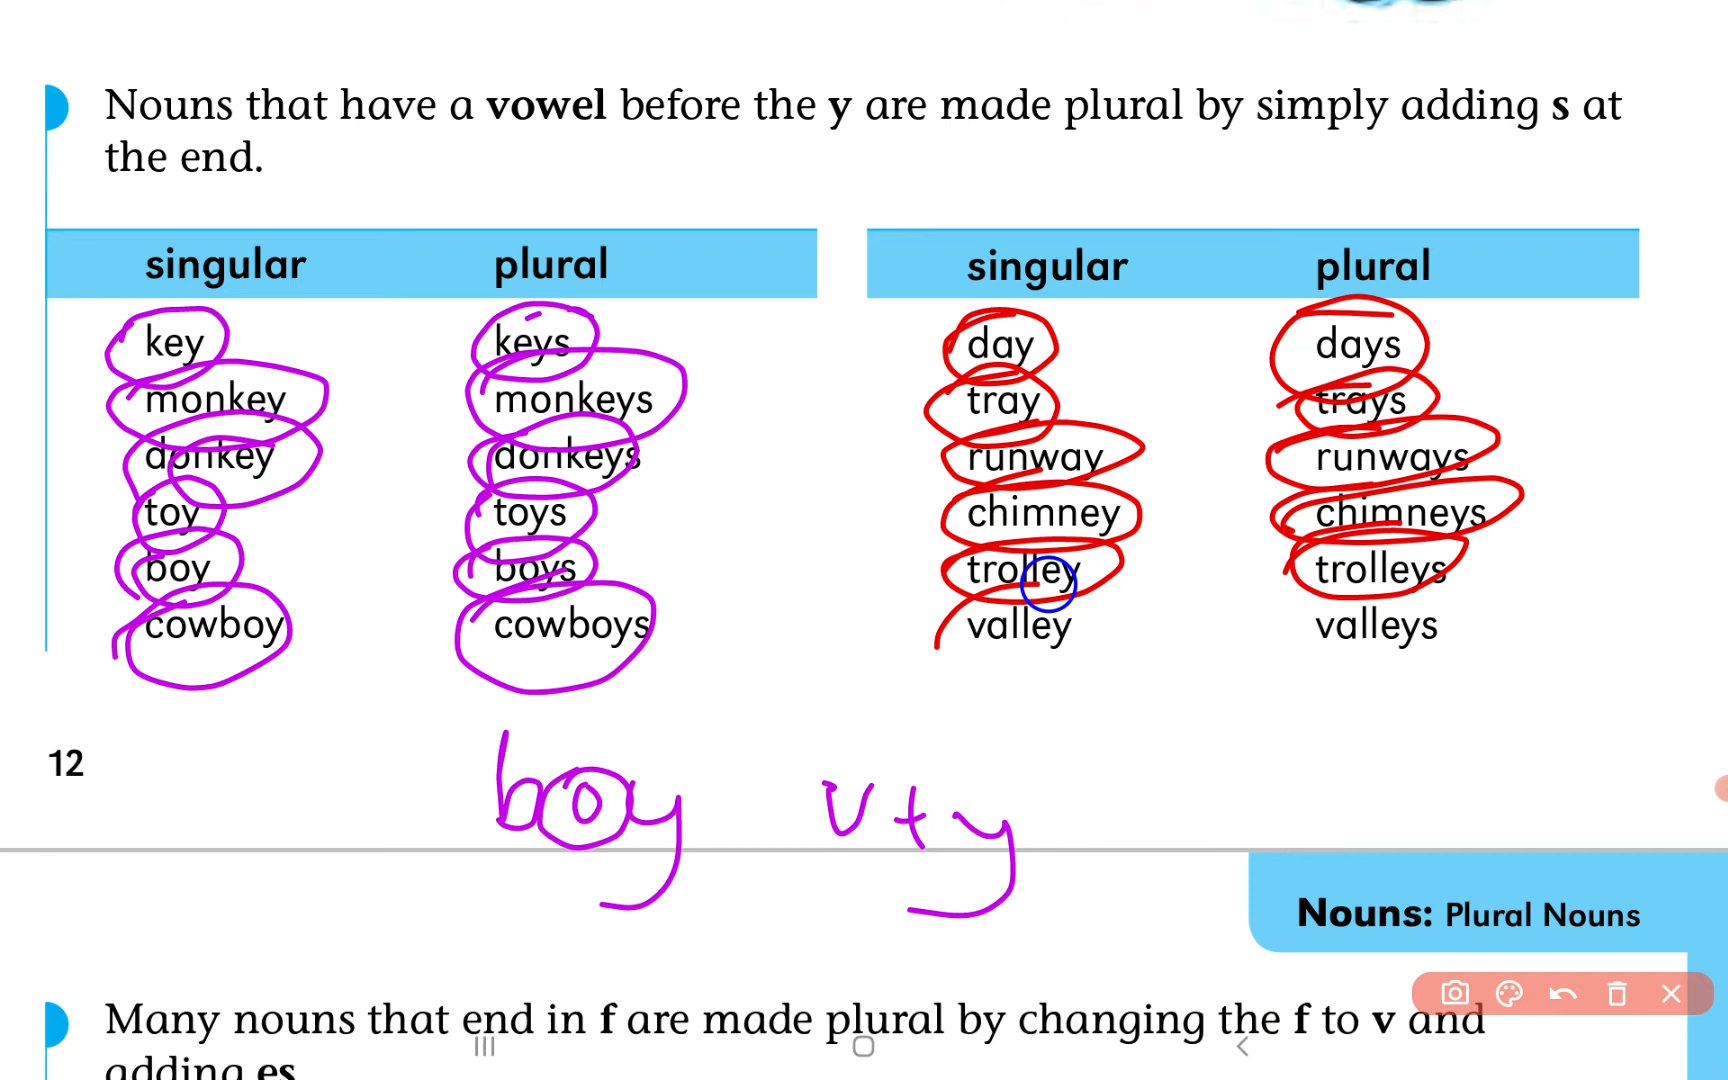 Nouns that have a vowel before the y are made plural by simply adding s at
the end.
singular plural singular plural
key keys day days
monkey monkeys tray trays
donkey donkeys runway runways
toy toys chimney chimneys
boy boys trolley trolleys
cowboy cowboys valley valleys
12
boy v+y
Nouns: Plural Nouns
Many nouns that end in f are made plural by changing the f to v and
adding es